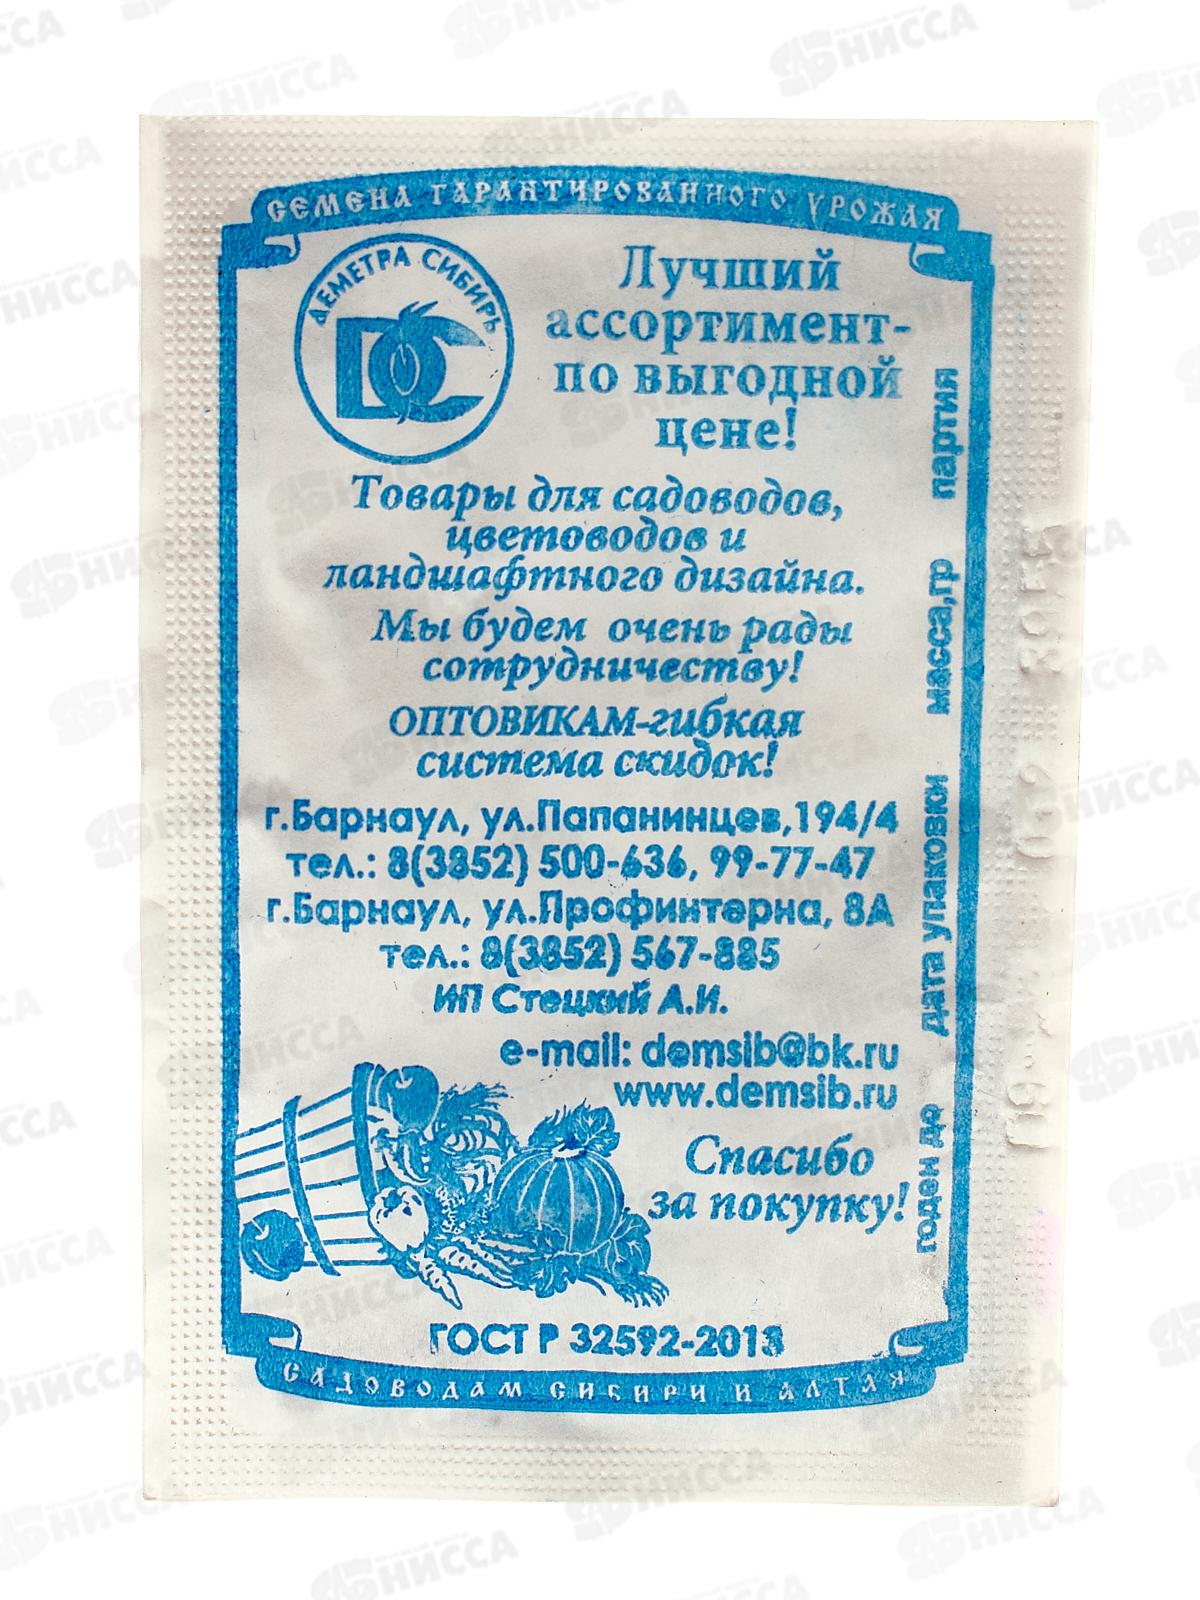 СЕМЕНА ГАРАНТИРОВАННОГО УРОЖАЯ
ДЕМЕТРА СИБИРЬ
DC
Лучший
ассортимент-
по выгодной
цене!
Товары для садоводов,
цветоводов и
ландшафтного дизайна.
Мы будем очень рады
сотрудничеству!
ОПТОВИКАМ-гибкая
система скидок!
г.Барнаул, ул.Папанинцев,194/4
тел.: 8(3852) 500-636, 99-77-47
г.Барнаул, ул.Профинтерна, 8А
тел.: 8(3852) 567-885
ИП Стецкий А.И.
e-mail: demsib@bk.ru
www.demsib.ru
Спасибо
за покупку!
ГОСТ Р 32592-2013
САДОВОДАМ СИБИРИ И АЛТАЯ
годен до дата упаковки масса,гр партия